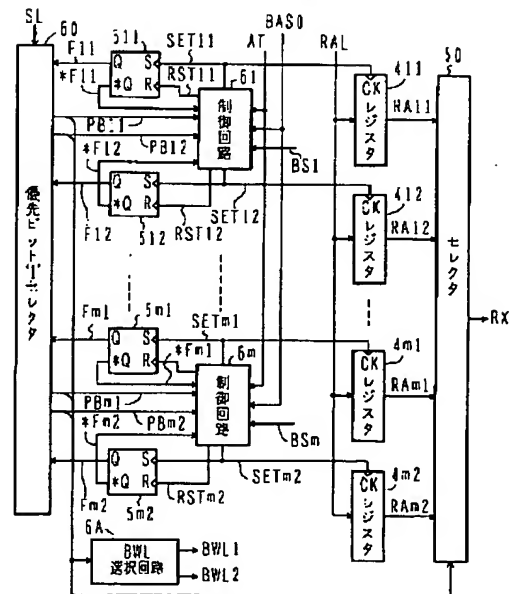 SL
60
511
SET11
BAS0
AT
RAL
F11
*F11
Q S
*Q R
RST11
61
制御回路
PB11
PB12
BS1
*F12
F12
Q S
*Q R
512
RST12
SET12
CK
レジスタ
411
RA11
50
CK
レジスタ
412
RA12
セレクタ
RX
優先ビット"1"セレクタ
Fm1
5m1
SETm1
*Fm1
6m
Q S
*Q R
制御回路
PBm1
PBm2
BSm
*Fm2
Fm2
Q S
*Q R
5m2
RSTm2
SETm2
CK
レジスタ
4m1
RAm1
CK
レジスタ
4m2
RAm2
6A
BWL
選択回路
BWL1
BWL2